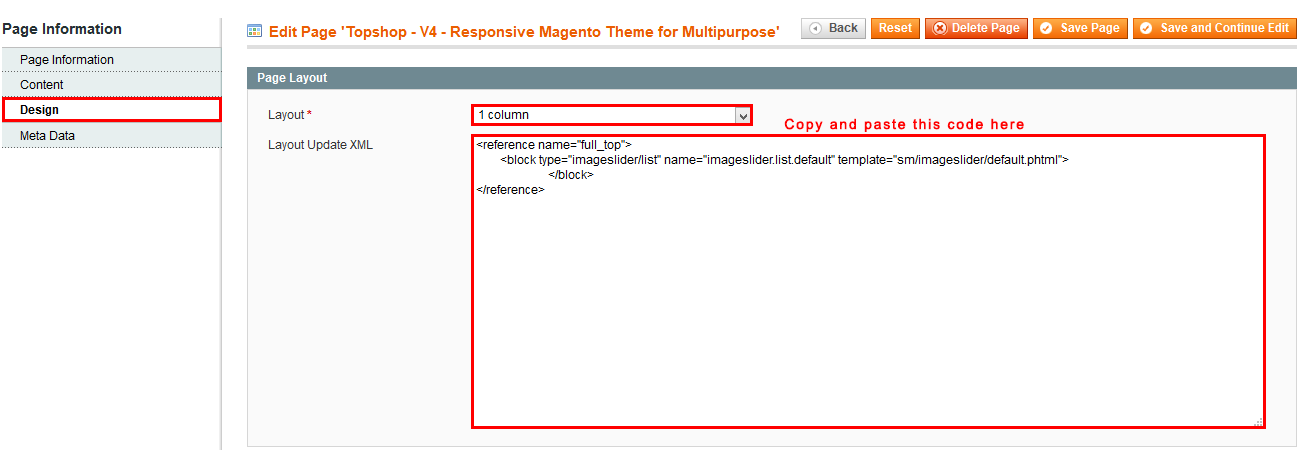 Page Information
Page Information
Content
Design
Meta Data
Edit Page 'Topshop - V4 - Responsive Magento Theme for Multipurpose'
Back
Reset
Delete Page
Save Page
Save and Continue Edit
Page Layout
Layout *
1 column
Copy and paste this code here
Layout Update XML
<reference name="full_top">
<block type="imageslider/list" name="imageslider.list.default" template="sm/imageslider/default.phtml">
</block>
</reference>